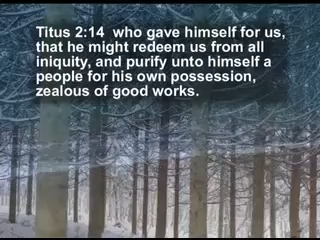 Titus 2:14  who gave himself for us,
that he might redeem us from all
iniquity, and purify unto himself a
people for his own possession,
zealous of good works.